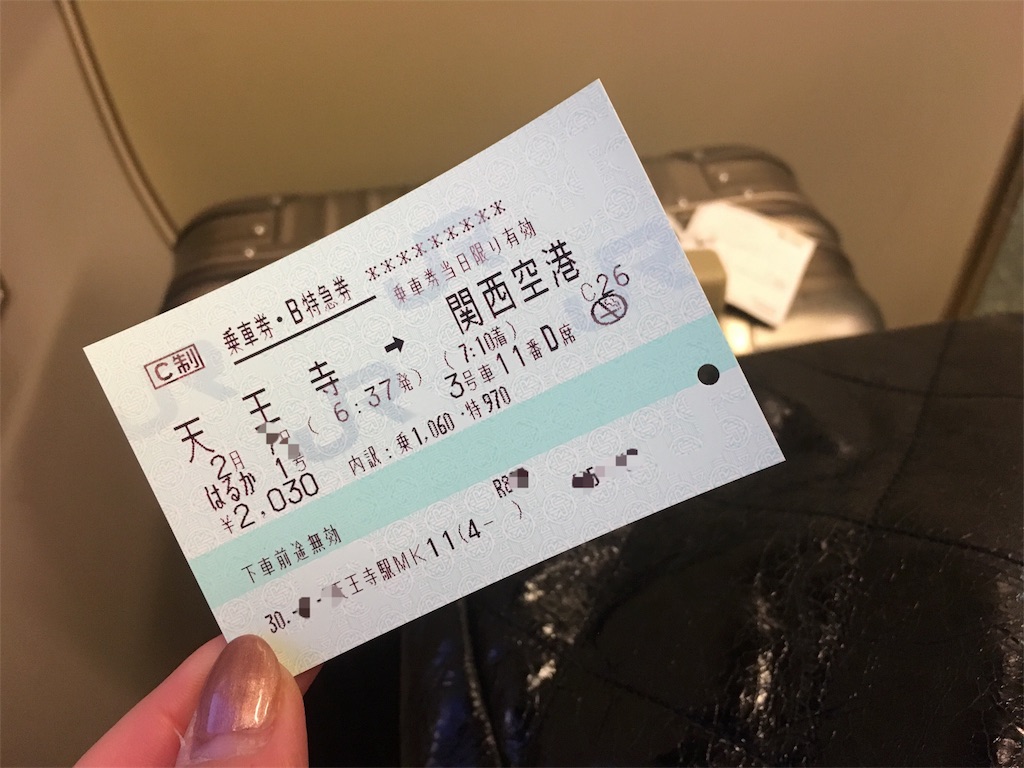 C制 乗車券・B特急券 **********
乗車券当日限り有効
天王寺 → 関西空港
2月 (6:37発) (7:10着) C26
はるか 1号 3号車11番D席
¥2,030 内訳:乗1,060・特970
下車前途無効
30.- - 王寺駅MK11(4- )